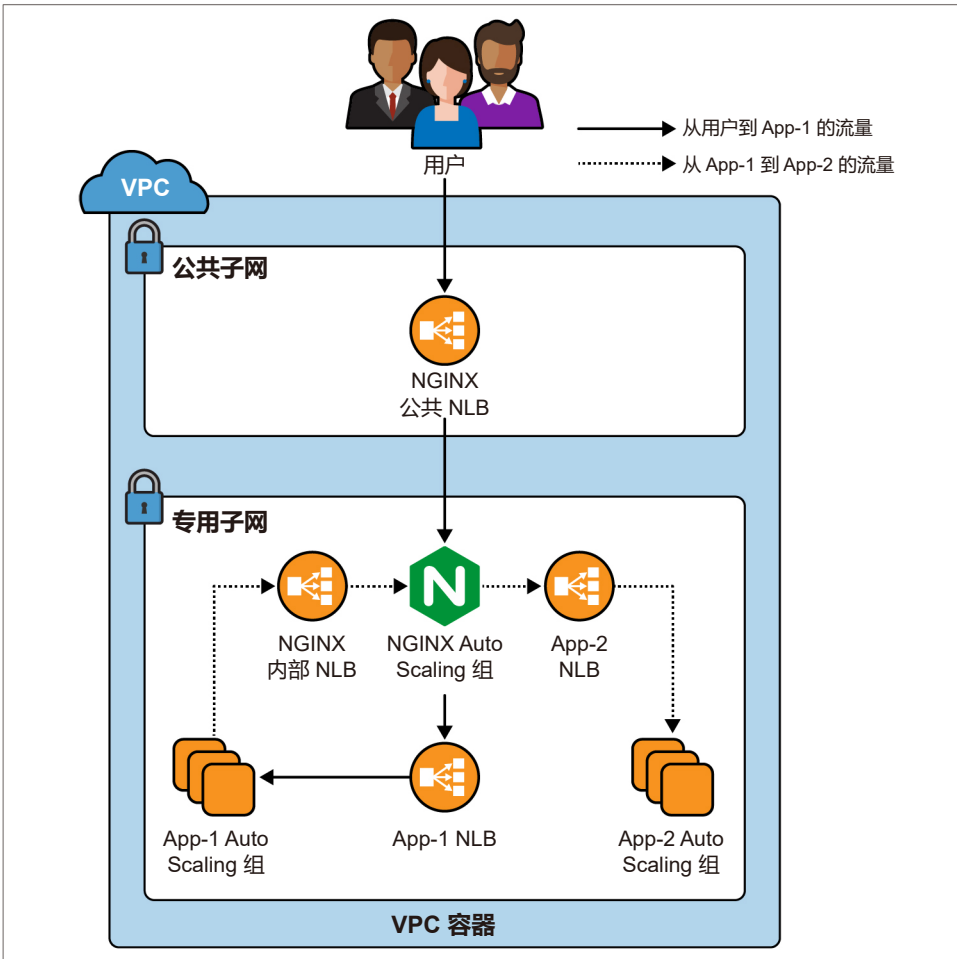 用户
从用户到 App-1 的流量
从 App-1 到 App-2 的流量
VPC
公共子网
NGINX
公共 NLB
专用子网
NGINX
内部 NLB
NGINX Auto
Scaling 组
App-2
NLB
App-1 Auto
Scaling 组
App-1 NLB
App-2 Auto
Scaling 组
VPC 容器